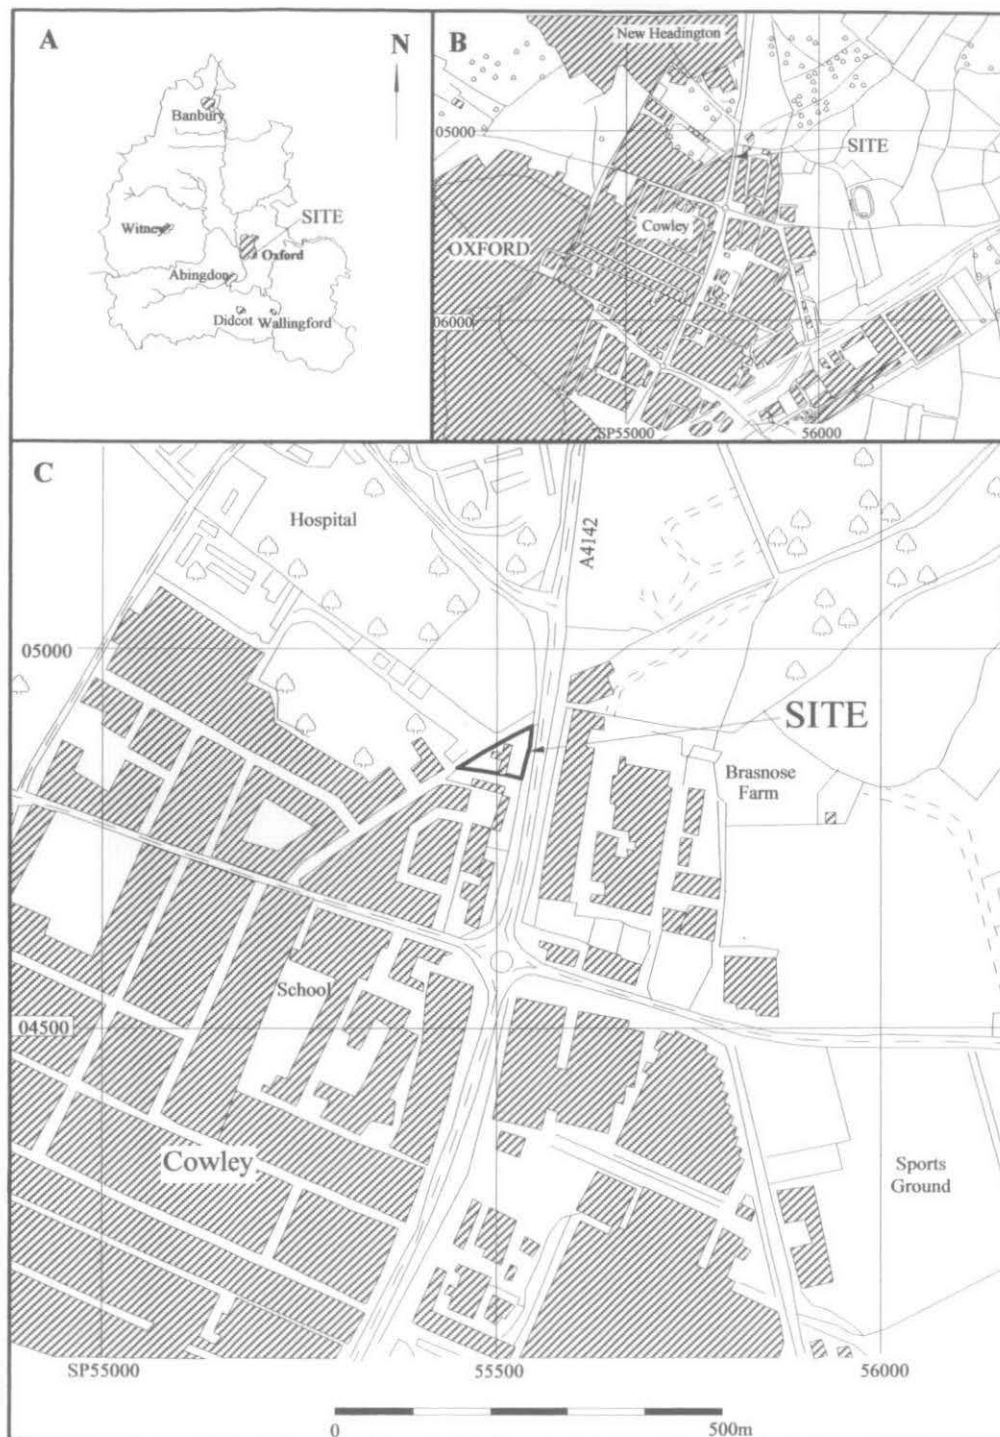 A
N
Banbury
SITE
Witney
Oxford
Abingdon
Didcot
Wallingford
B
New Headington
05000
SITE
Cowley
OXFORD
06000
SP55000
56000
C
Hospital
A4142
05000
SITE
Brasnose
Farm
School
04500
Cowley
Sports
Ground
SP55000
55500
56000
0
500m